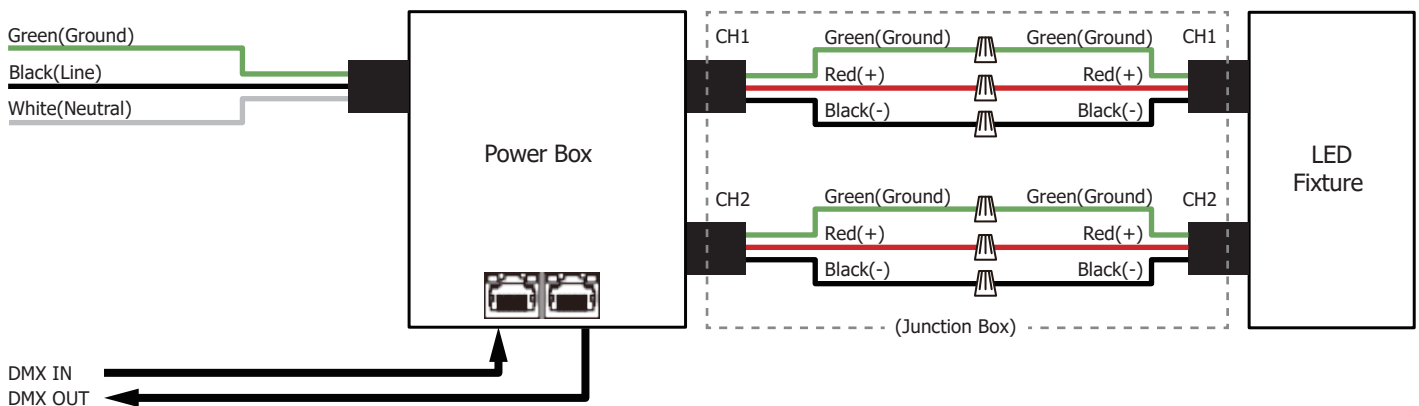 Green(Ground)
Black(Line)
White(Neutral)
Power Box
CH1
Green(Ground)
Green(Ground)
CH1
Red(+)
Red(+)
Black(-)
Black(-)
CH2
Green(Ground)
Green(Ground)
CH2
Red(+)
Red(+)
Black(-)
Black(-)
(Junction Box)
LED
Fixture
DMX IN
DMX OUT